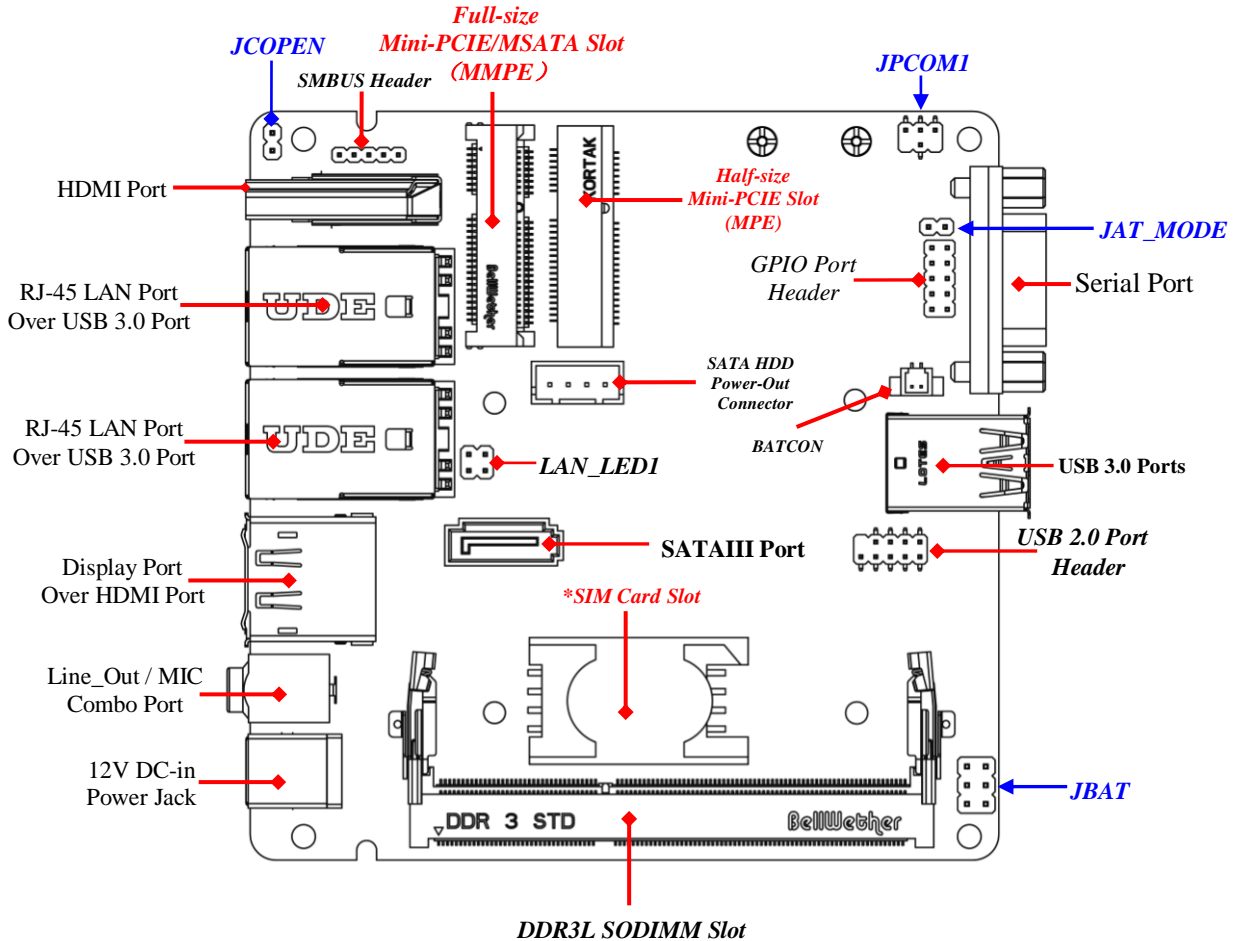 Full-size
Mini-PCIE/MSATA Slot
（MMPE）
JCOPEN
SMBUS Header
JPCOM1
HDMI Port
KORTAK
Half-size
Mini-PCIE Slot
(MPE)
JAT_MODE
GPIO Port
Header
Serial Port
RJ-45 LAN Port
Over USB 3.0 Port
UDE
BellWether
SATA HDD
Power-Out
Connector
BATCON
RJ-45 LAN Port
Over USB 3.0 Port
UDE
LAN_LED1
LOTES
USB 3.0 Ports
SATAIII Port
USB 2.0 Port
Header
Display Port
Over HDMI Port
*SIM Card Slot
Line_Out / MIC
Combo Port
12V DC-in
Power Jack
JBAT
DDR 3 STD
BellWether
DDR3L SODIMM Slot